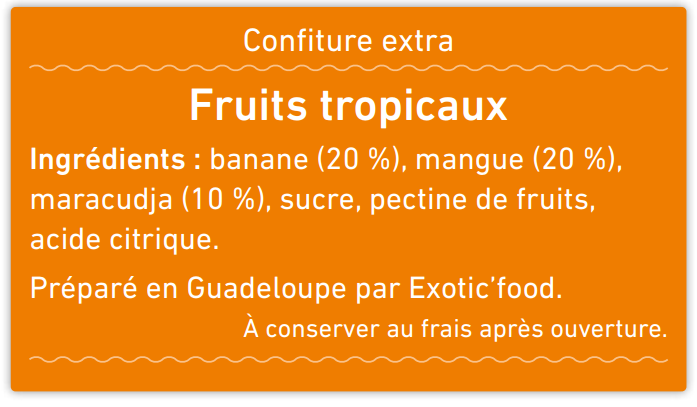 Confiture extra
Fruits tropicaux
Ingrédients : banane (20 %), mangue (20 %),
maracudja (10 %), sucre, pectine de fruits,
acide citrique.
Préparé en Guadeloupe par Exotic’food.
À conserver au frais après ouverture.